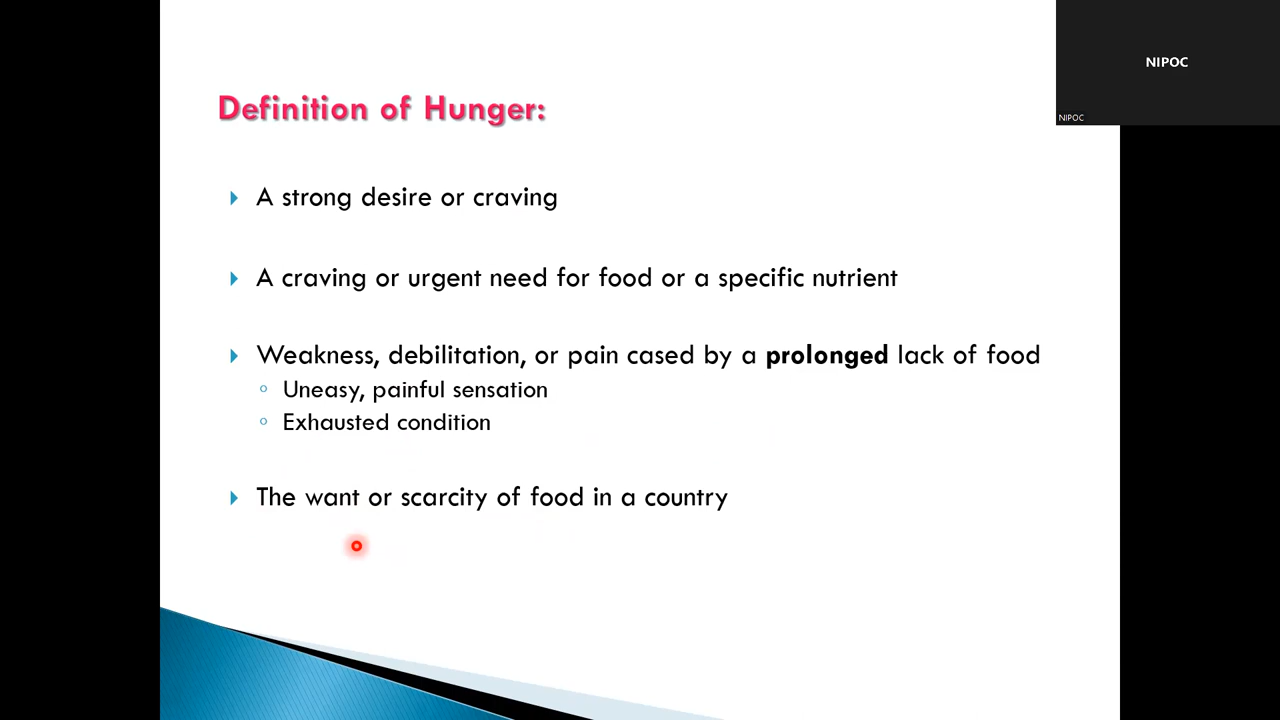 NIPOC
NIPOC
Definition of Hunger:
A strong desire or craving
A craving or urgent need for food or a specific nutrient
Weakness, debilitation, or pain cased by a prolonged lack of food
Uneasy, painful sensation
Exhausted condition
The want or scarcity of food in a country